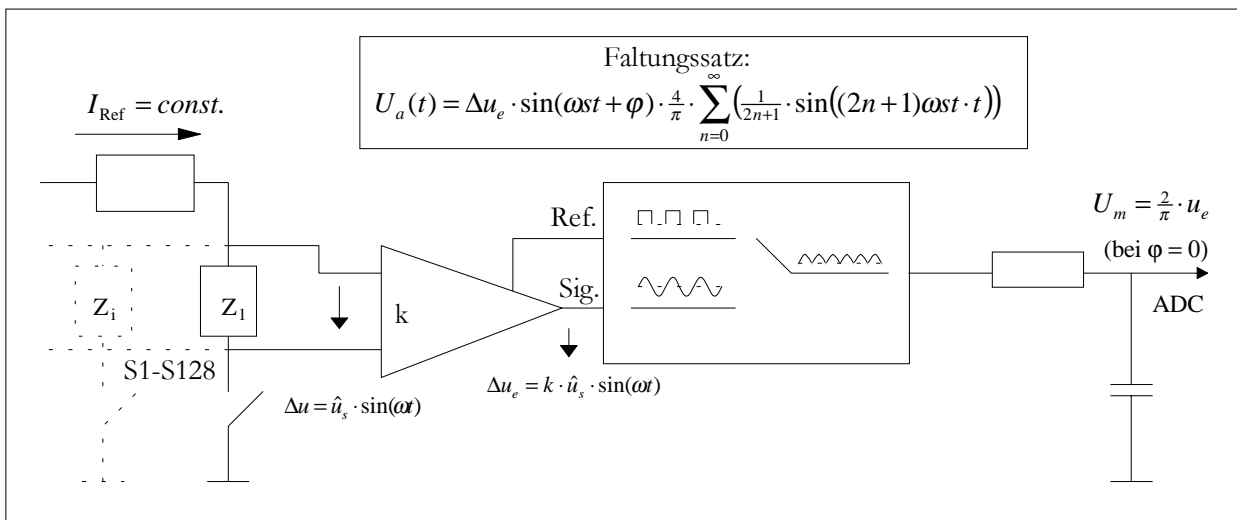 Faltungssatz:
U_a(t) = Δu_e · sin(ωst + φ) · 4/π · ∑_{n=0}^{∞} (1/(2n+1) · sin((2n+1)ωst · t))
I_Ref = const.
Ref.
U_m = 2/π · u_e
(bei φ = 0)
Sig.
ADC
Z_i
Z_1
k
S1-S128
Δu = û_s · sin(ωt)
Δu_e = k · û_s · sin(ωt)